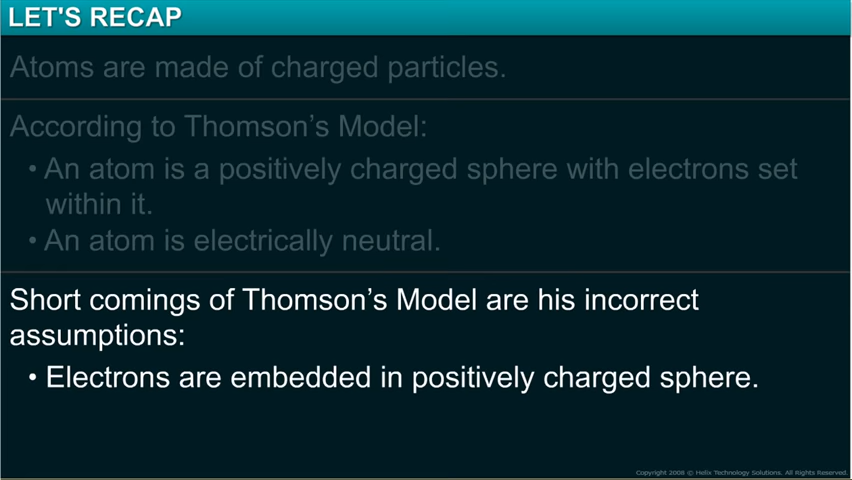 LET'S RECAP
Atoms are made of charged particles.
According to Thomson's Model:
• An atom is a positively charged sphere with electrons set
within it.
• An atom is electrically neutral.
Short comings of Thomson's Model are his incorrect
assumptions:
• Electrons are embedded in positively charged sphere.
Copyright 2008 © Helix Technology Solutions. All Rights Reserved.